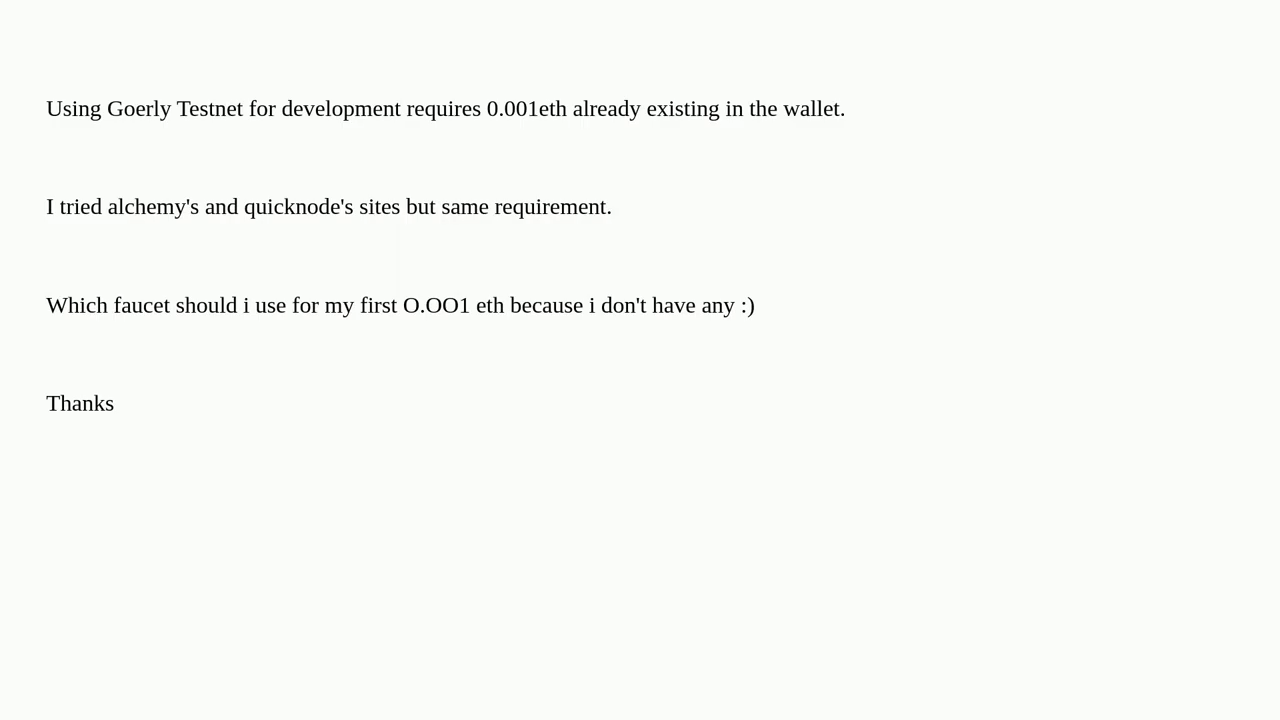 Using Goerly Testnet for development requires 0.001eth already existing in the wallet.
I tried alchemy's and quicknode's sites but same requirement.
Which faucet should i use for my first O.OO1 eth because i don't have any :)
Thanks